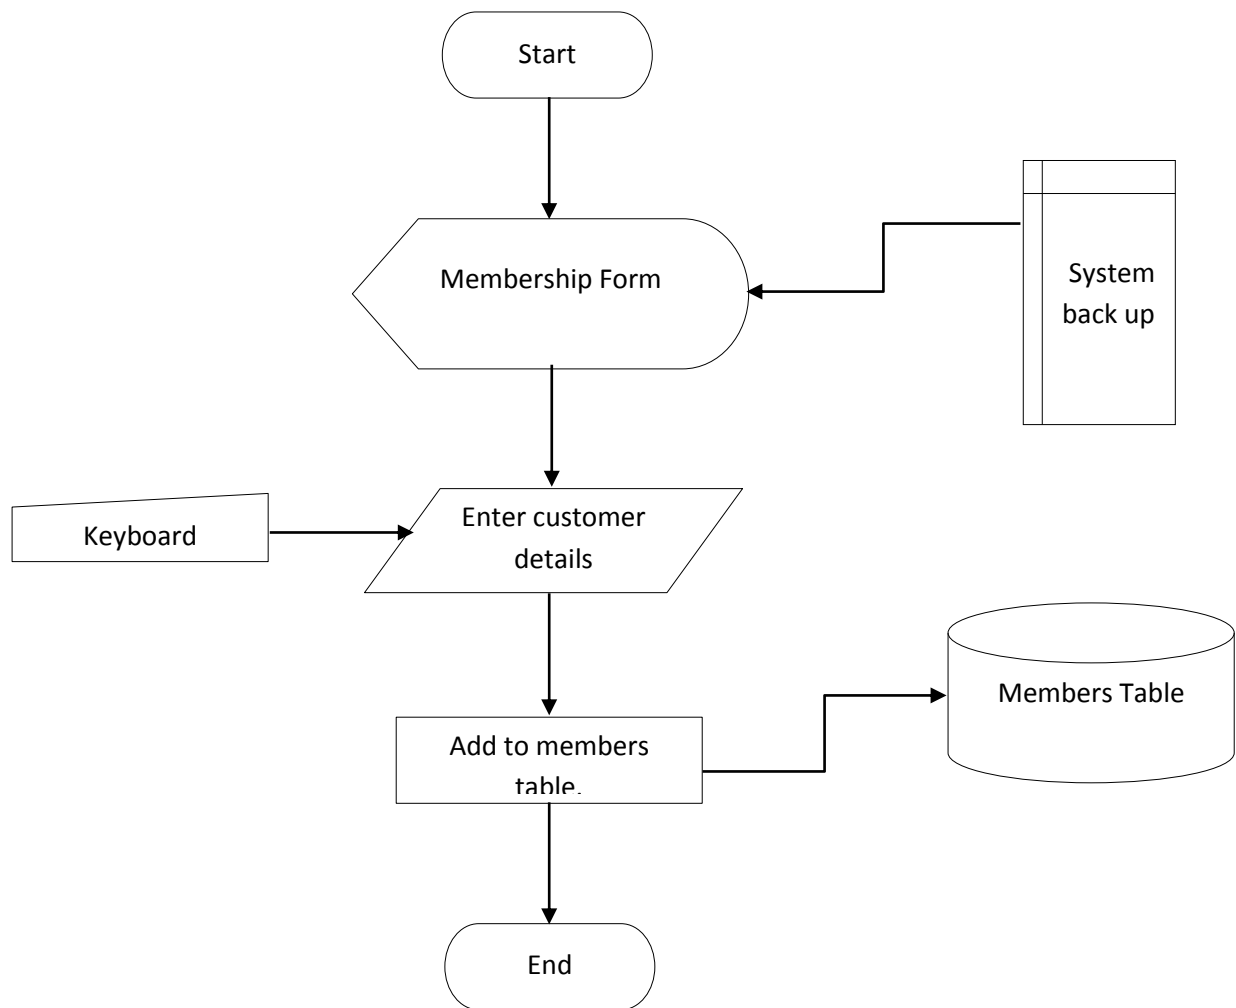 Start
Membership Form
System
back up
Enter customer
details
Keyboard
Members Table
Add to members
table.
End